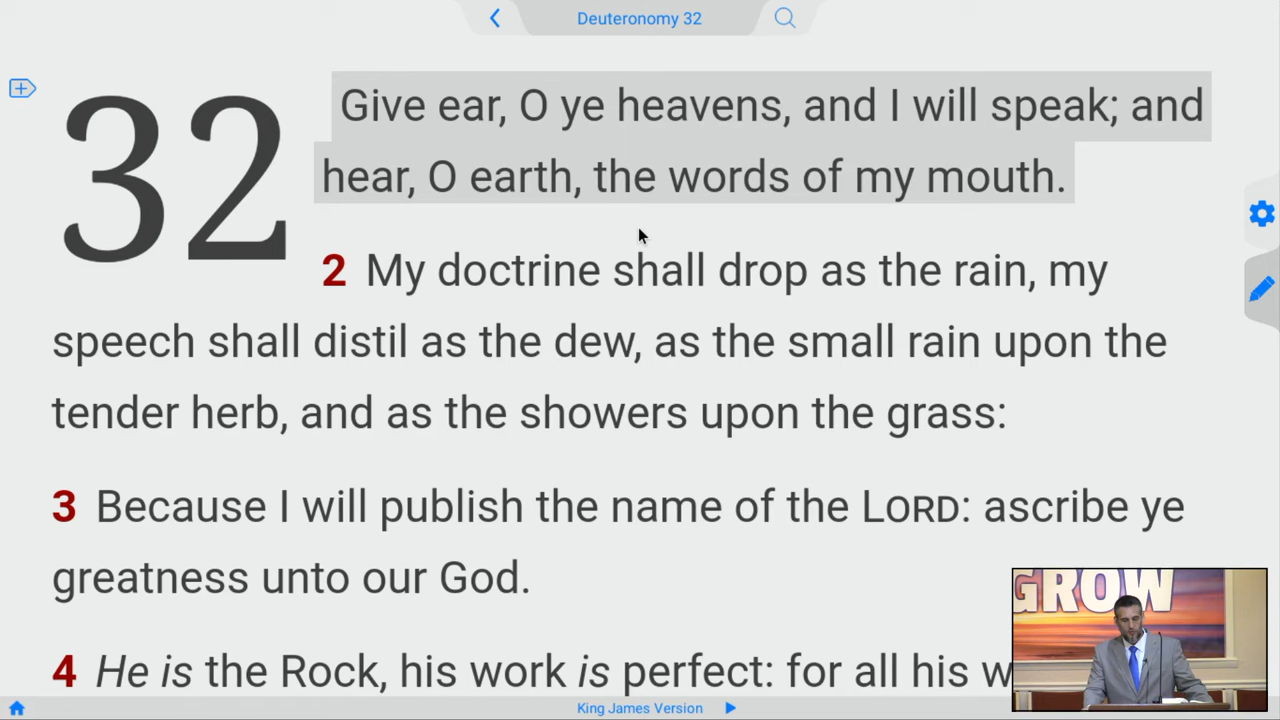 Deuteronomy 32
32
Give ear, O ye heavens, and I will speak; and
hear, O earth, the words of my mouth.
2 My doctrine shall drop as the rain, my
speech shall distil as the dew, as the small rain upon the
tender herb, and as the showers upon the grass:
3 Because I will publish the name of the LORD: ascribe ye
greatness unto our God.
4 He is the Rock, his work is perfect: for all his
GROW
King James Version